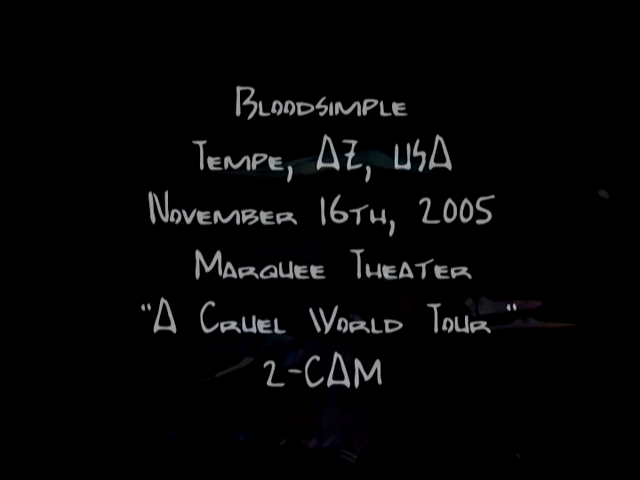 Bloodsimple
Tempe, AZ, USA
November 16th, 2005
Marquee Theater
"A Cruel World Tour"
2-CAM